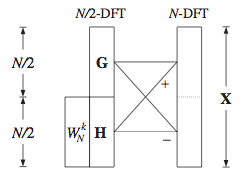 N/2-DFT N-DFT
N/2 G
+
X
N/2 W_N^k H
−